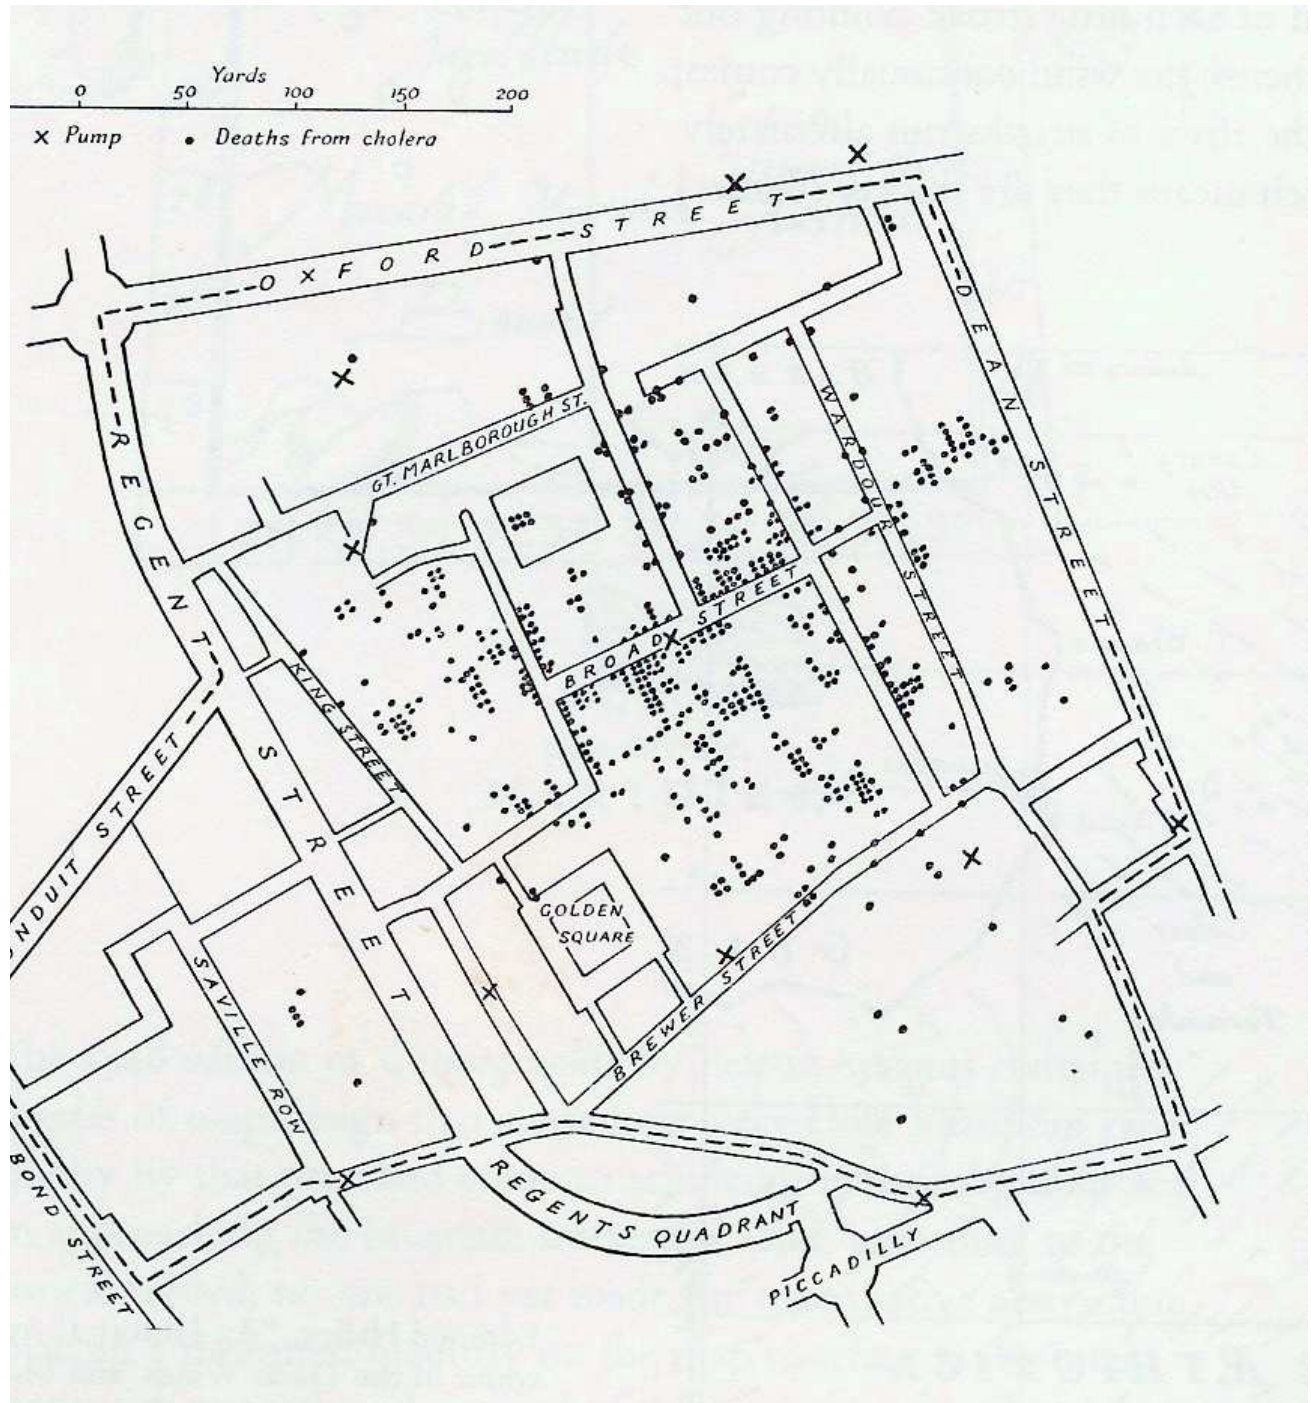 Yards
0 50 100 150 200
x Pump • Deaths from cholera
OXFORD STREET
REGENT STREET
GT. MARLBOROUGH ST.
DEAN STREET
WARDOUR STREET
BROAD STREET
KING STREET
ONDUIT STREET
GOLDEN
SQUARE
SAVILLE ROW
BREWER STREET
BOND STREET
REGENTS QUADRANT
PICCADILLY